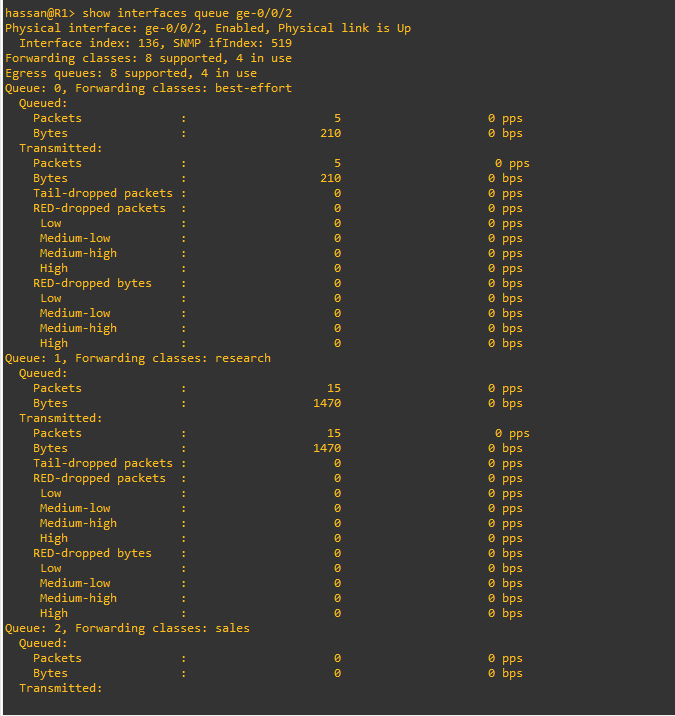 hassan@R1> show interfaces queue ge-0/0/2
Physical interface: ge-0/0/2, Enabled, Physical link is Up
  Interface index: 136, SNMP ifIndex: 519
Forwarding classes: 8 supported, 4 in use
Egress queues: 8 supported, 4 in use
Queue: 0, Forwarding classes: best-effort
  Queued:
    Packets              :                     5                     0 pps
    Bytes                :                   210                     0 bps
  Transmitted:
    Packets              :                     5                      0 pps
    Bytes                :                   210                     0 bps
    Tail-dropped packets :                     0                     0 pps
    RED-dropped packets  :                     0                     0 pps
     Low                 :                     0                     0 pps
     Medium-low          :                     0                     0 pps
     Medium-high         :                     0                     0 pps
     High                :                     0                     0 pps
    RED-dropped bytes    :                     0                     0 bps
     Low                 :                     0                     0 bps
     Medium-low          :                     0                     0 bps
     Medium-high         :                     0                     0 bps
     High                :                     0                     0 bps
Queue: 1, Forwarding classes: research
  Queued:
    Packets              :                    15                     0 pps
    Bytes                :                  1470                     0 bps
  Transmitted:
    Packets              :                    15                      0 pps
    Bytes                :                  1470                     0 bps
    Tail-dropped packets :                     0                     0 pps
    RED-dropped packets  :                     0                     0 pps
     Low                 :                     0                     0 pps
     Medium-low          :                     0                     0 pps
     Medium-high         :                     0                     0 pps
     High                :                     0                     0 pps
    RED-dropped bytes    :                     0                     0 bps
     Low                 :                     0                     0 bps
     Medium-low          :                     0                     0 bps
     Medium-high         :                     0                     0 bps
     High                :                     0                     0 bps
Queue: 2, Forwarding classes: sales
  Queued:
    Packets              :                     0                     0 pps
    Bytes                :                     0                     0 bps
  Transmitted: